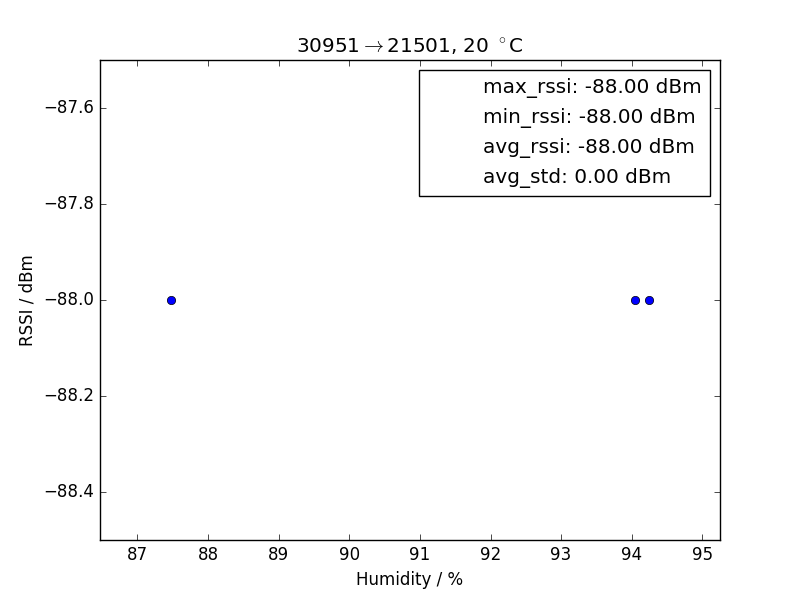 30951→21501, 20 °C
max_rssi: -88.00 dBm
min_rssi: -88.00 dBm
avg_rssi: -88.00 dBm
avg_std: 0.00 dBm
−87.6
−87.8
−88.0
−88.2
−88.4
RSSI / dBm
87 88 89 90 91 92 93 94 95
Humidity / %